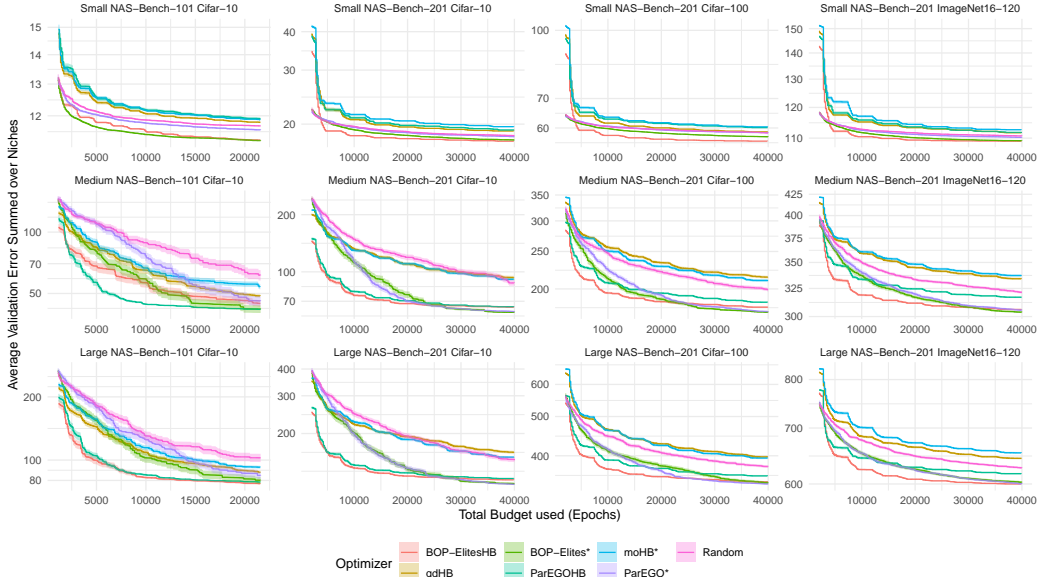 Small NAS−Bench−101 Cifar−10
Small NAS−Bench−201 Cifar−10
Small NAS−Bench−201 Cifar−100
Small NAS−Bench−201 ImageNet16−120
15
14
13
12
5000 10000 15000 20000
40
30
20
10000 20000 30000 40000
100
70
60
10000 20000 30000 40000
150
140
130
120
110
10000 20000 30000 40000
Medium NAS−Bench−101 Cifar−10
Medium NAS−Bench−201 Cifar−10
Medium NAS−Bench−201 Cifar−100
Medium NAS−Bench−201 ImageNet16−120
100
70
50
5000 10000 15000 20000
200
100
70
10000 20000 30000 40000
350
300
250
200
10000 20000 30000 40000
425
400
375
350
325
300
10000 20000 30000 40000
Large NAS−Bench−101 Cifar−10
Large NAS−Bench−201 Cifar−10
Large NAS−Bench−201 Cifar−100
Large NAS−Bench−201 ImageNet16−120
200
100
80
5000 10000 15000 20000
400
300
200
10000 20000 30000 40000
600
500
400
10000 20000 30000 40000
800
700
600
10000 20000 30000 40000
Average Validation Error Summed over Niches
Total Budget used (Epochs)
Optimizer
BOP−ElitesHB BOP−Elites* moHB* Random
qdHB ParEGOHB ParEGO*